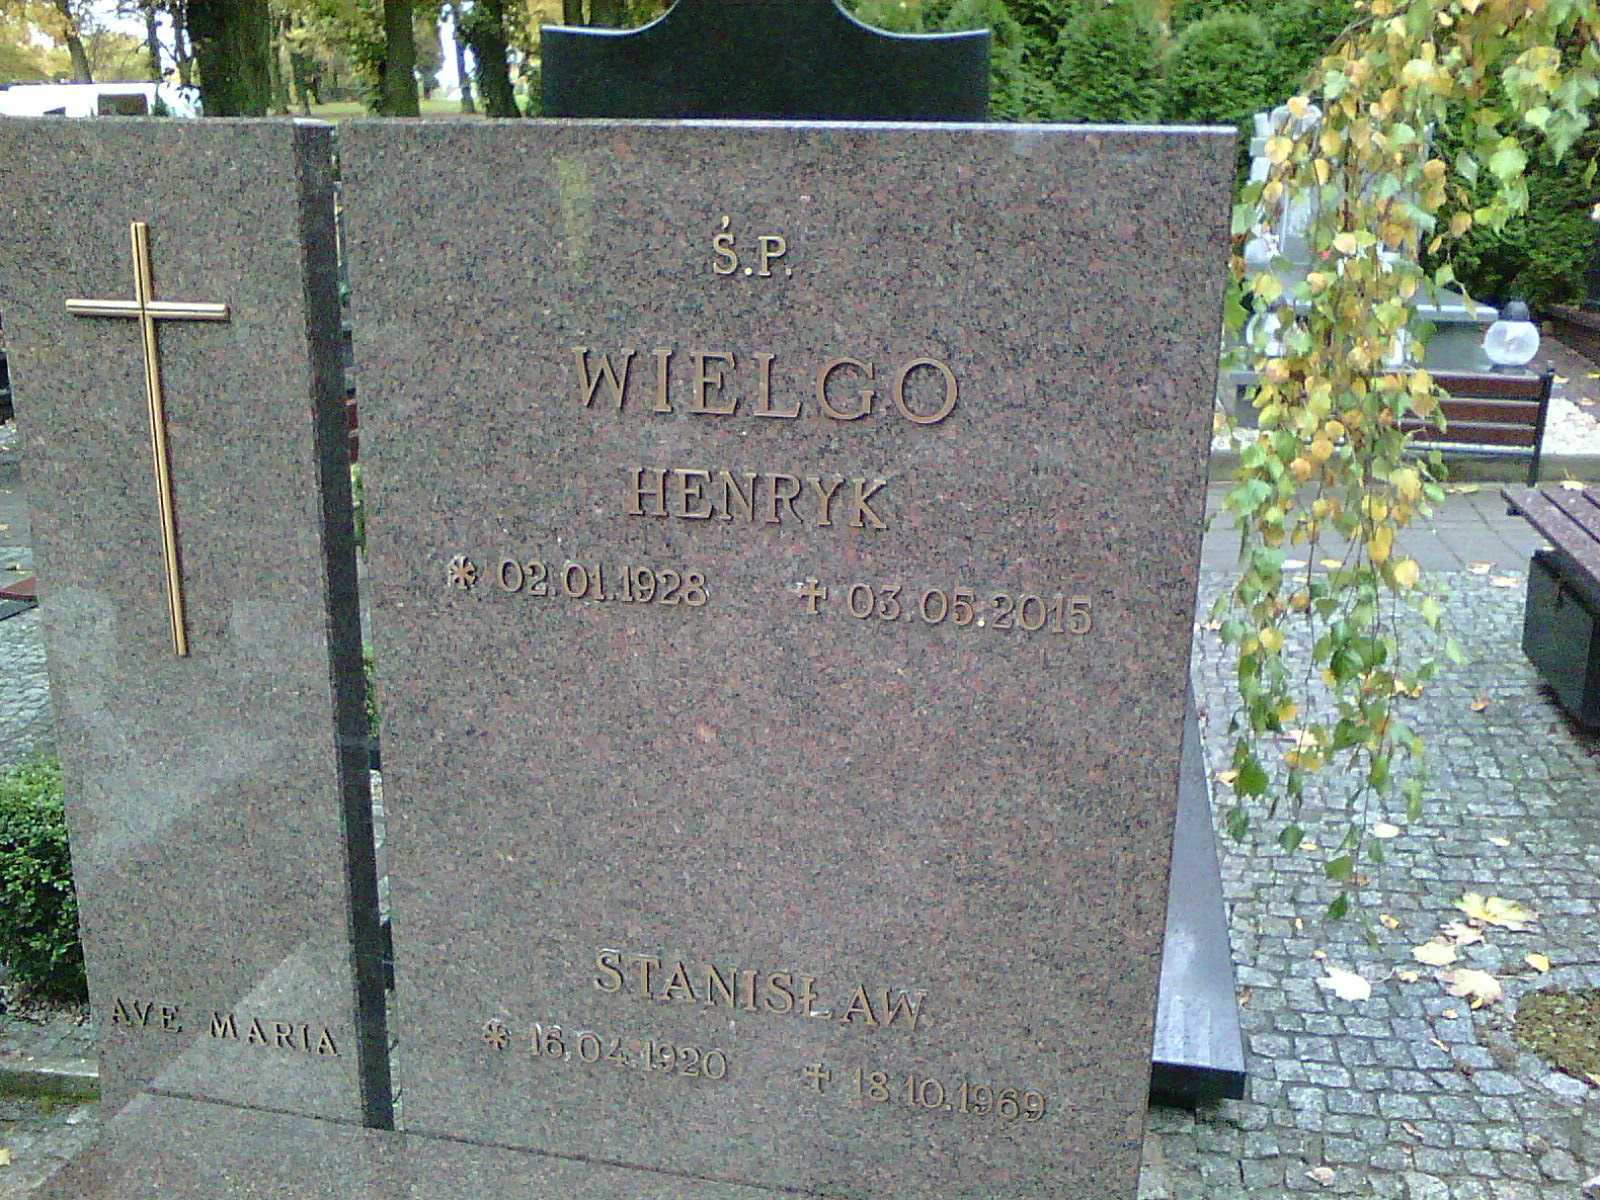 Ś.P.
WIELGO
HENRYK
* 02.01.1928 ✝ 03.05.2015
STANISŁAW
* 16.04.1920 ✝ 18.10.1969
AVE MARIA